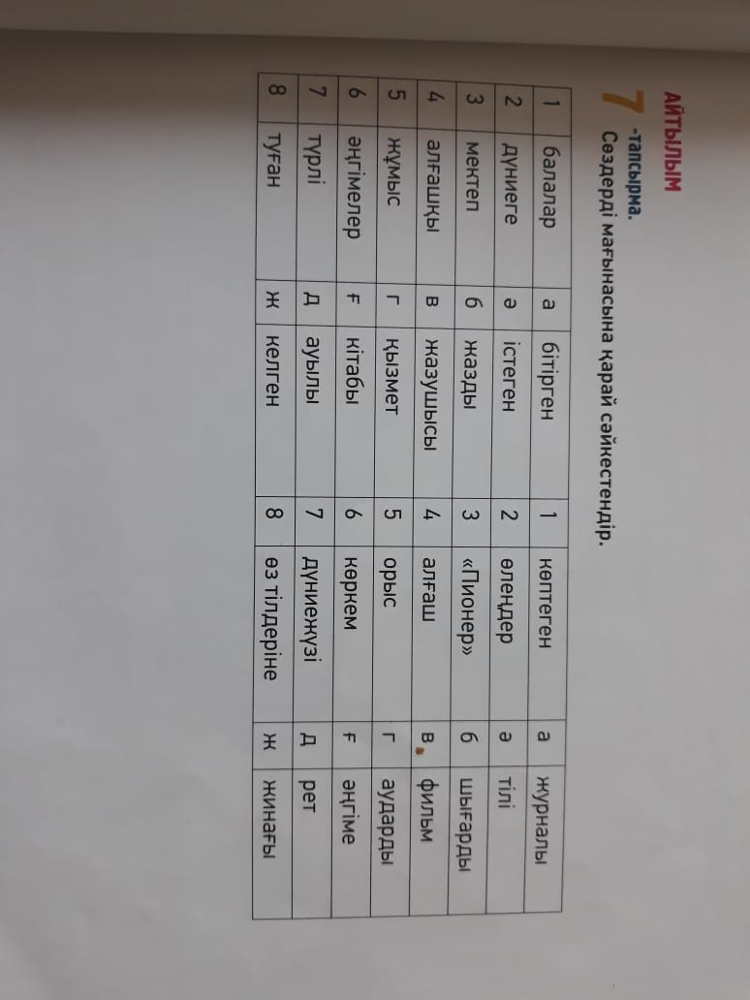 АЙТЫЛЫМ
7 -тапсырма.
Сөздерді мағынасына қарай сәйкестендір.
1 балалар а бітірген 1 көптеген а журналы
2 дүниеге ә істеген 2 өлеңдер ә тілі
3 мектеп б жазды 3 «Пионер» б шығарды
4 алғашқы в жазушысы 4 алғаш в фильм
5 жұмыс г қызмет 5 орыс г аударды
6 әңгімелер ғ кітабы 6 көркем ғ әңгіме
7 түрлі д ауылы 7 дүниежүзі д рет
8 туған ж келген 8 өз тілдеріне ж жинағы